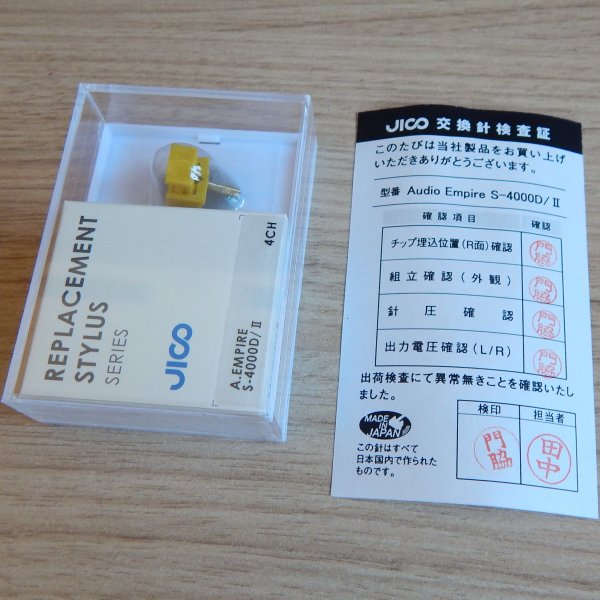 REPLACEMENT
STYLUS
SERIES
JICO
4CH
A.EMPIRE
S-4000D/II
JICO 交換針検査証
このたびは当社製品をお買い上げ
いただきありがとうございます。
型番 Audio Empire S-4000D/II
確認項目 確認
チップ埋込位置(R面)確認 門脇
組立確認(外観) 門脇
針圧確認 門脇
出力電圧確認(L/R) 門脇
出荷検査にて異常無きことを確認いたし
ました。
検印 担当者
門脇 田中
MADE
IN
JAPAN
この針はすべて
日本国内で作られた
ものです。